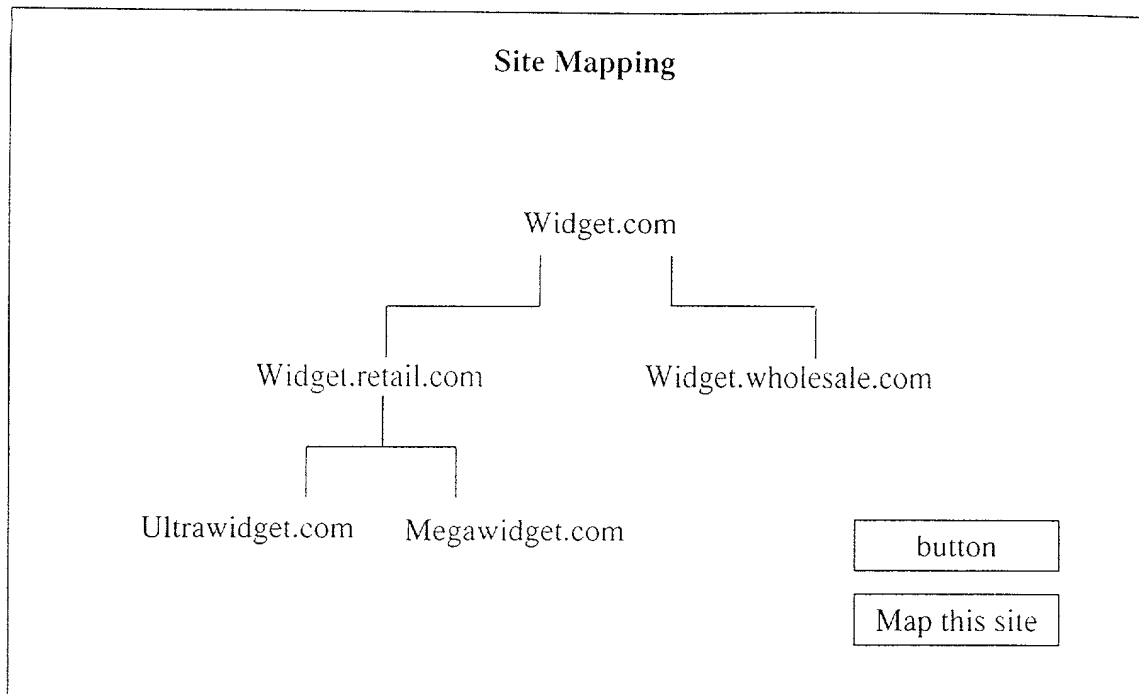 Site Mapping
Widget.com
Widget.retail.com
Widget.wholesale.com
Ultrawidget.com
Megawidget.com
button
Map this site